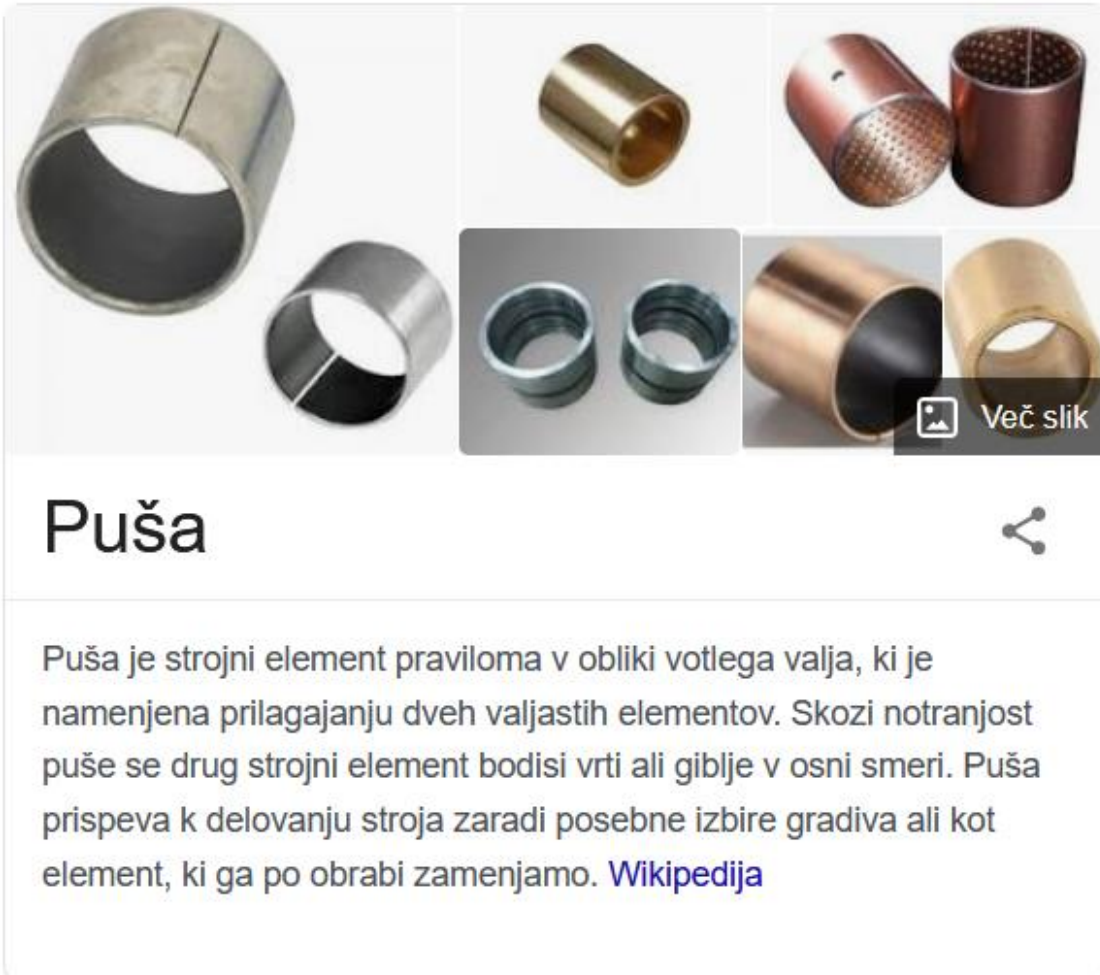 Več slik
Puša
Puša je strojni element praviloma v obliki votlega valja, ki je
namenjena prilagajanju dveh valjastih elementov. Skozi notranjost
puše se drug strojni element bodisi vrti ali giblje v osni smeri. Puša
prispeva k delovanju stroja zaradi posebne izbire gradiva ali kot
element, ki ga po obrabi zamenjamo. Wikipedija